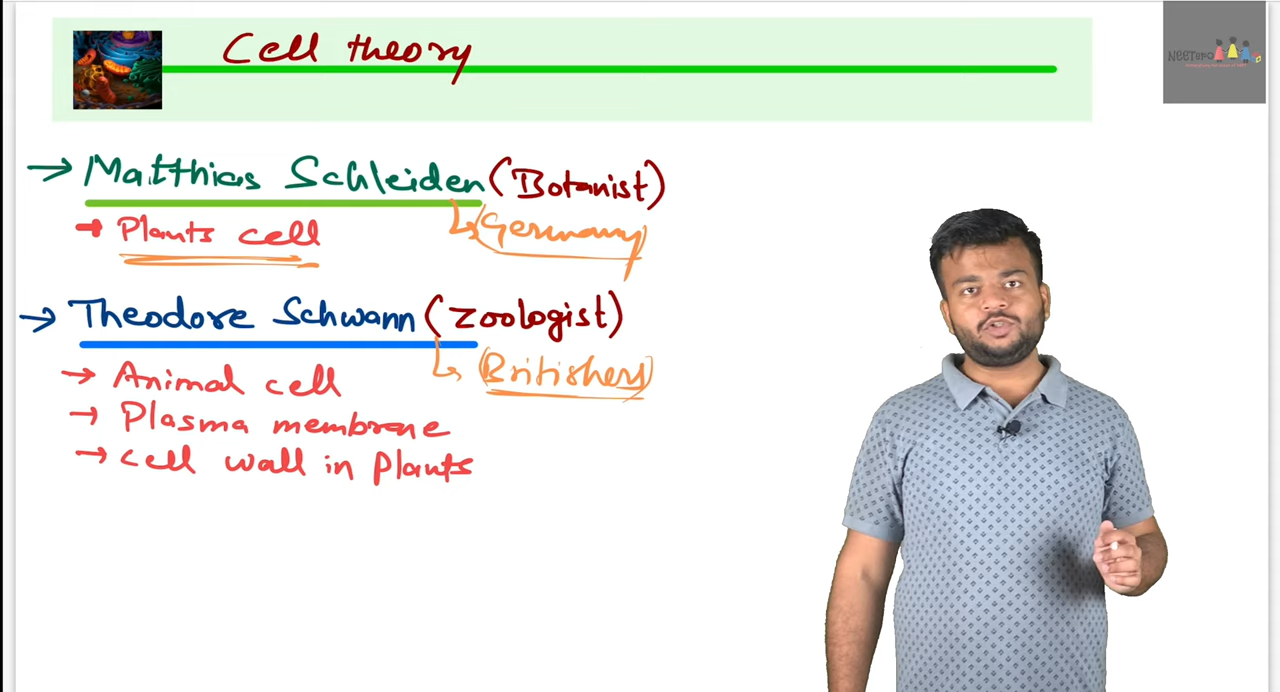 Cell theory
NEETupG
→ Matthias Schleiden (Botanist)
→ Plants cell
↳ (Germany)
→ Theodore Schwann (Zoologist)
→ Animal cell
↳ (Britishers)
→ Plasma membrane
→ Cell wall in Plants